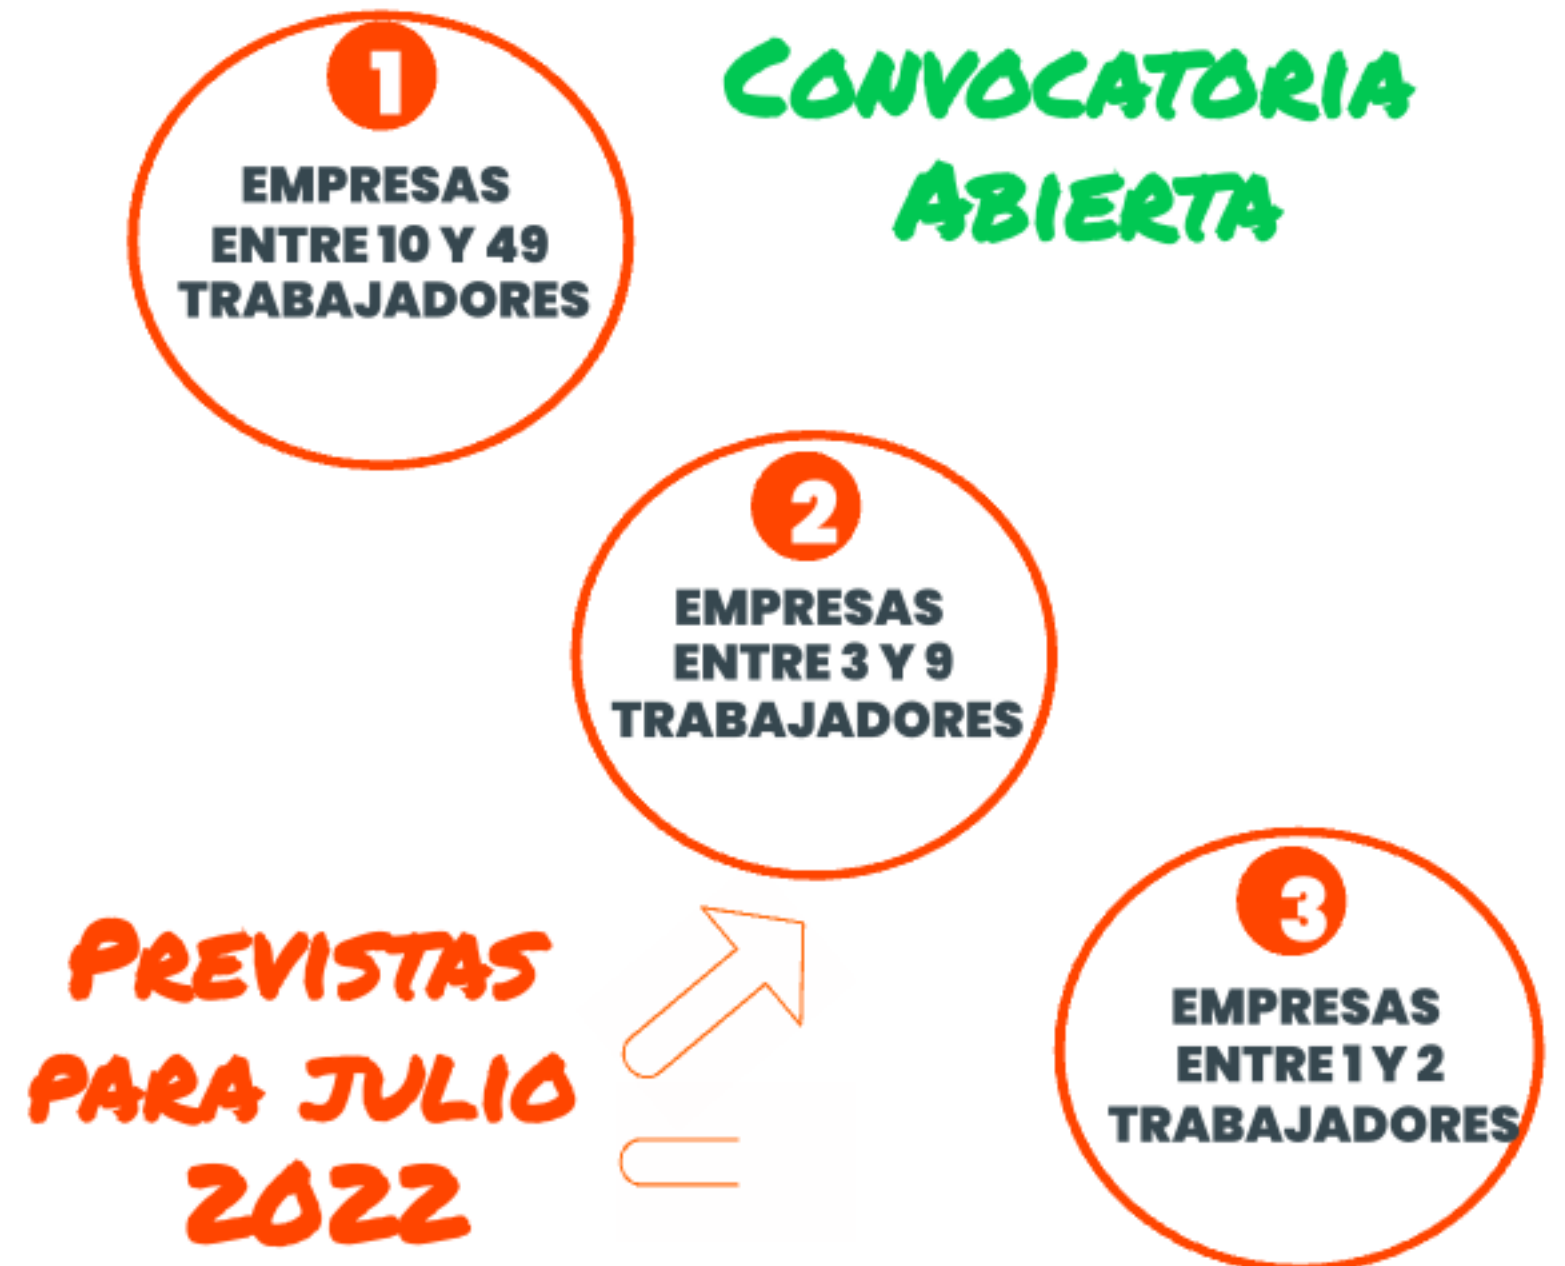 1
EMPRESAS
ENTRE 10 Y 49
TRABAJADORES
CONVOCATORIA
ABIERTA
2
EMPRESAS
ENTRE 3 Y 9
TRABAJADORES
3
EMPRESAS
ENTRE 1 Y 2
TRABAJADORES
PREVISTAS
PARA JULIO
2022